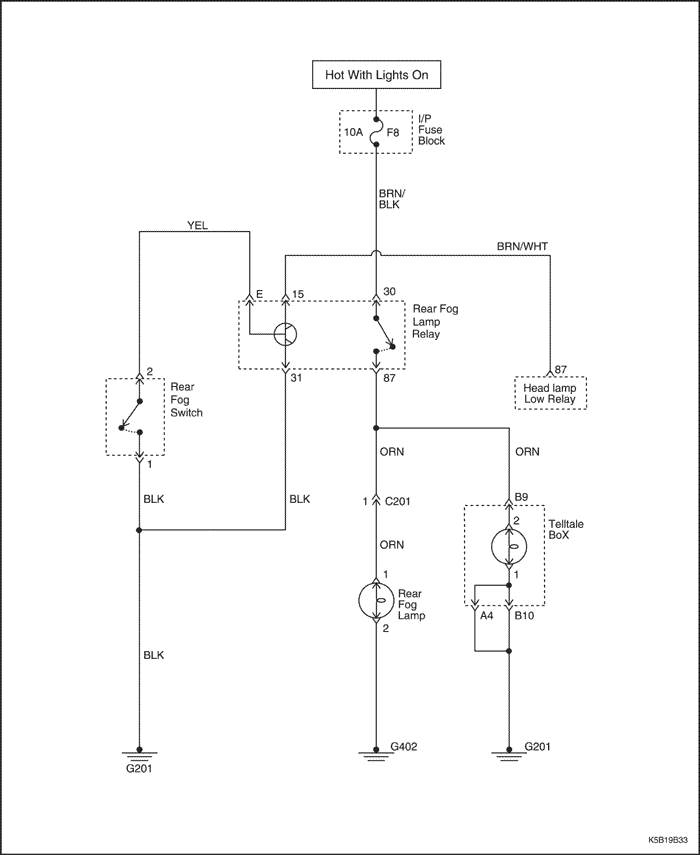 Hot With Lights On
10A
F8
I/P
Fuse
Block
BRN/
BLK
YEL
BRN/WHT
E
15
30
Rear Fog
Lamp
Relay
31
87
87
Head lamp
Low Relay
2
Rear
Fog
Switch
1
ORN
ORN
BLK
BLK
1
C201
B9
2
Telltale
BoX
ORN
1
1
Rear
Fog
Lamp
A4
B10
2
BLK
G201
G402
G201
K5B19B33